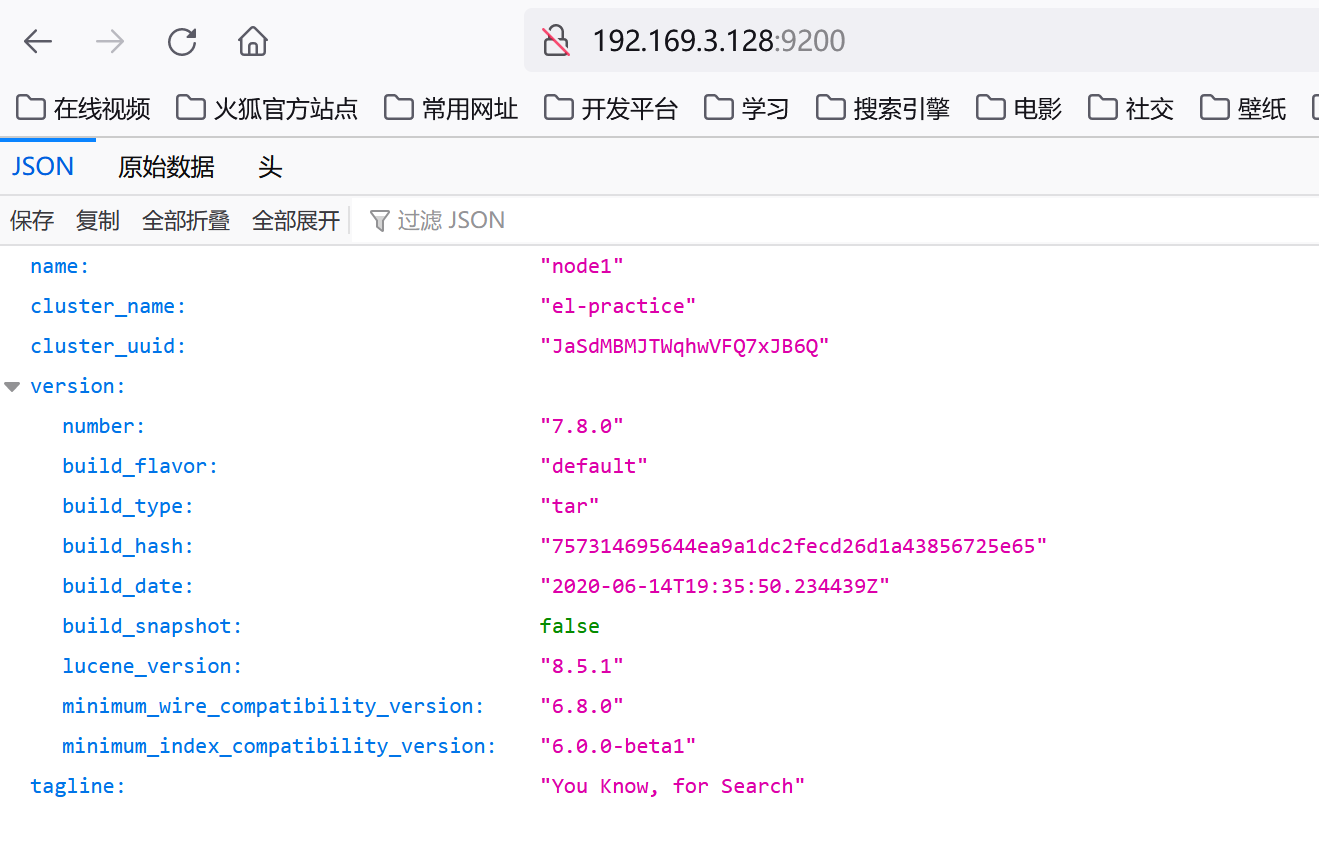 192.169.3.128:9200
在线视频 火狐官方站点 常用网址 开发平台 学习 搜索引擎 电影 社交 壁纸
JSON 原始数据 头
保存 复制 全部折叠 全部展开 过滤 JSON
name: "node1"
cluster_name: "el-practice"
cluster_uuid: "JaSdMBMJTWqhwVFQ7xJB6Q"
version:
number: "7.8.0"
build_flavor: "default"
build_type: "tar"
build_hash: "757314695644ea9a1dc2fecd26d1a43856725e65"
build_date: "2020-06-14T19:35:50.234439Z"
build_snapshot: false
lucene_version: "8.5.1"
minimum_wire_compatibility_version: "6.8.0"
minimum_index_compatibility_version: "6.0.0-beta1"
tagline: "You Know, for Search"